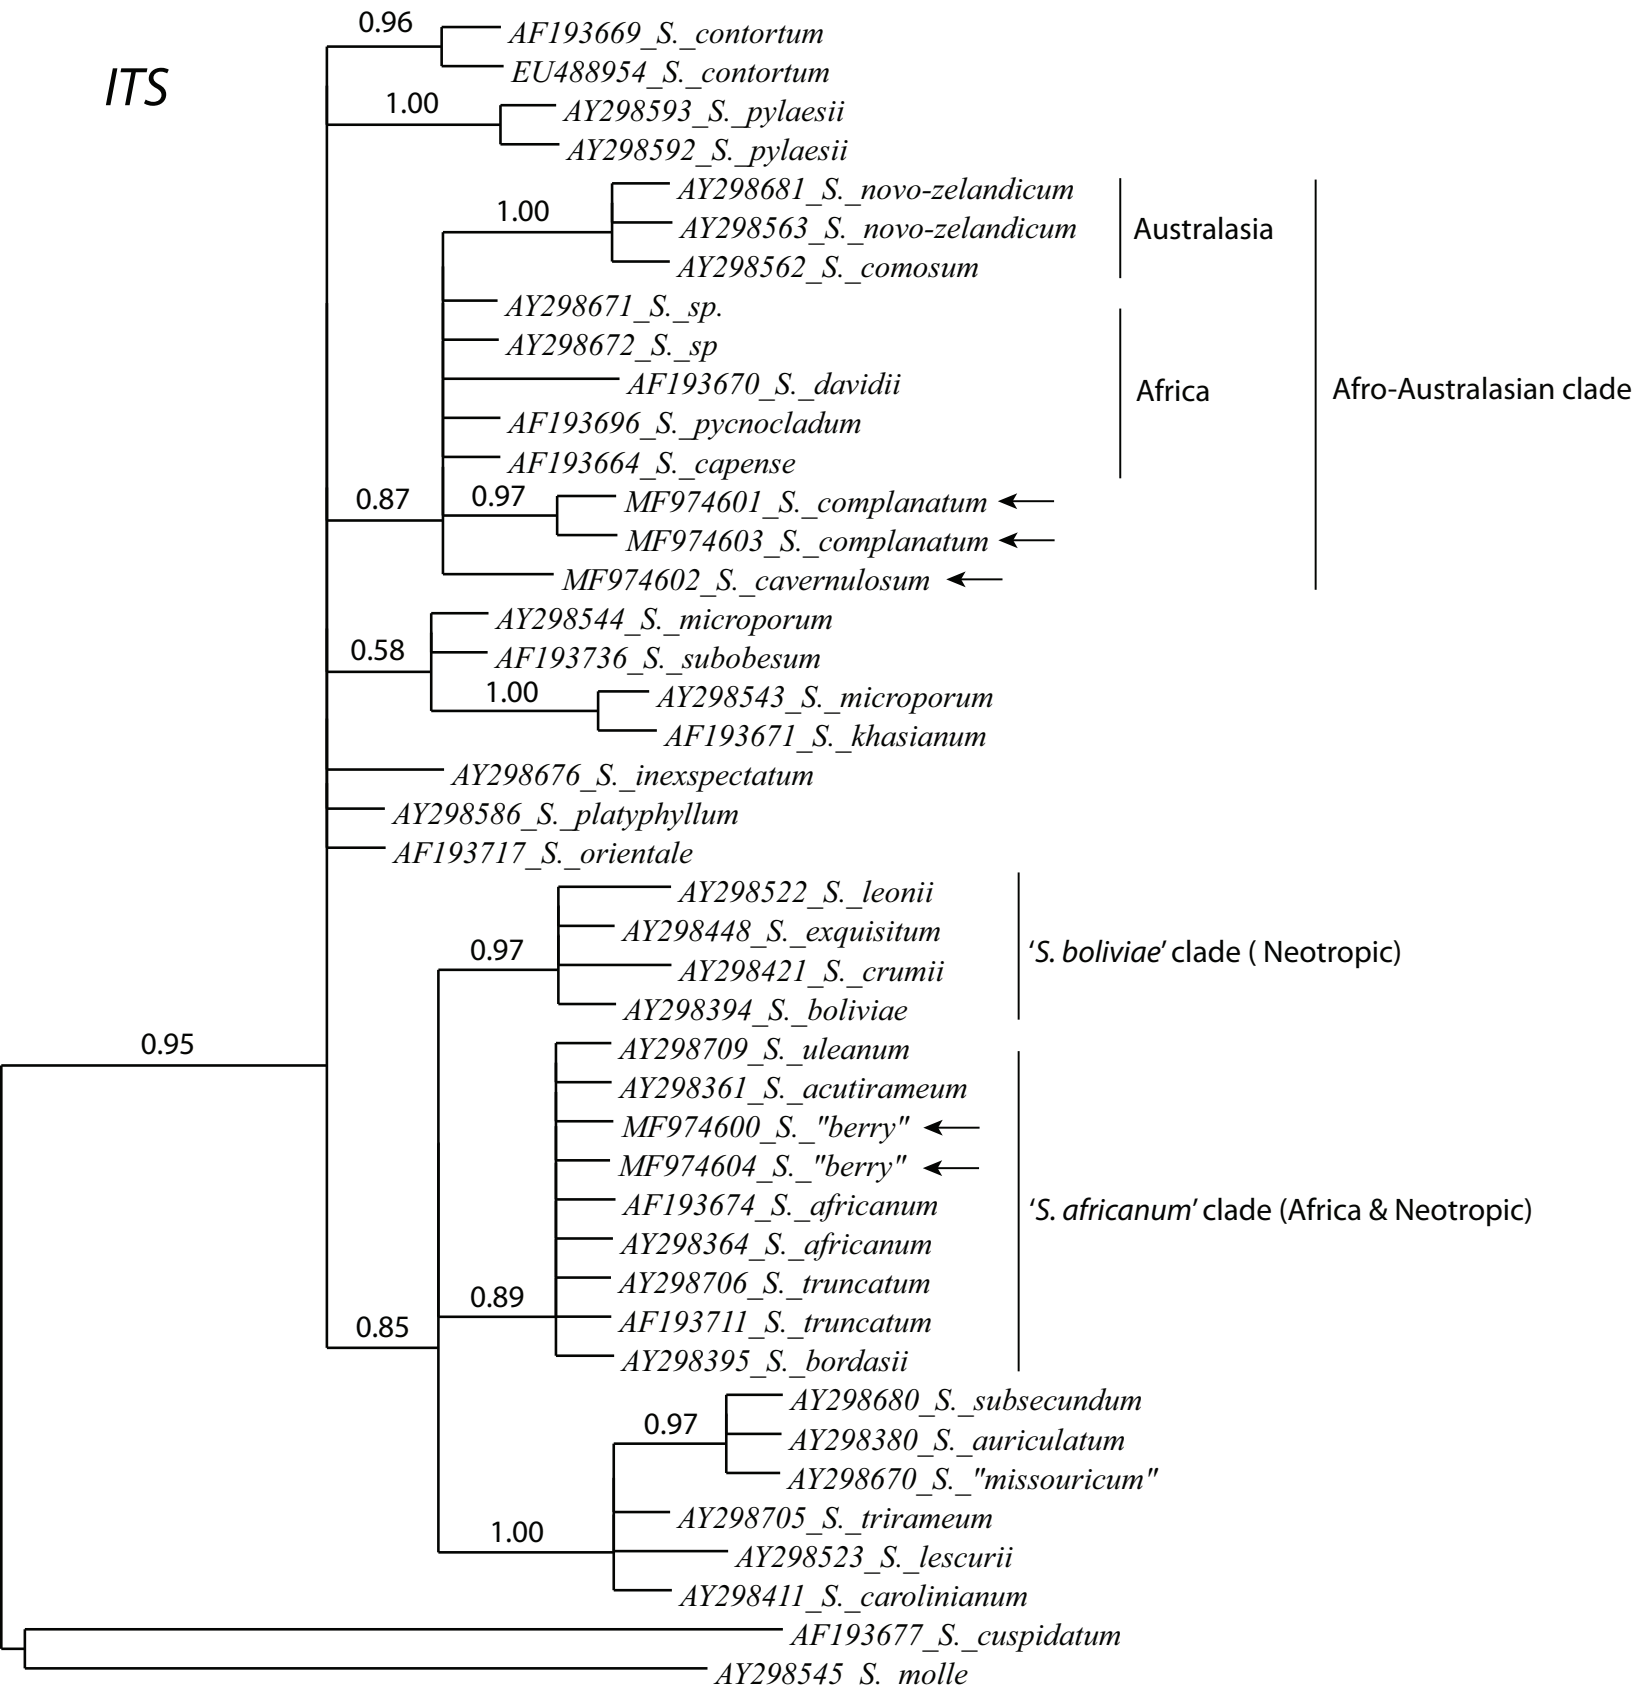 0.96
AF193669_S._contortum
ITS
EU488954_S._contortum
1.00
AY298593_S._pylaesii
AY298592_S._pylaesii
AY298681_S._novo-zelandicum
1.00
AY298563_S._novo-zelandicum
Australasia
AY298562_S._comosum
AY298671_S._sp.
AY298672_S._sp
AF193670_S._davidii
Africa
Afro-Australasian clade
AF193696_S._pycnocladum
AF193664_S._capense
0.87
0.97
MF974601_S._complanatum
MF974603_S._complanatum
MF974602_S._cavernulosum
AY298544_S._microporum
0.58
AF193736_S._subobesum
1.00
AY298543_S._microporum
AF193671_S._khasianum
AY298676_S._inexspectatum
AY298586_S._platyphyllum
AF193717_S._orientale
AY298522_S._leonii
AY298448_S._exquisitum
0.97
'S. boliviae' clade ( Neotropic)
AY298421_S._crumii
AY298394_S._boliviae
0.95
AY298709_S._uleanum
AY298361_S._acutirameum
MF974600_S._"berry"
MF974604_S._"berry"
AF193674_S._africanum
'S. africanum' clade (Africa & Neotropic)
AY298364_S._africanum
AY298706_S._truncatum
0.89
0.85
AF193711_S._truncatum
AY298395_S._bordasii
AY298680_S._subsecundum
0.97
AY298380_S._auriculatum
AY298670_S._"missouricum"
AY298705_S._trirameum
1.00
AY298523_S._lescurii
AY298411_S._carolinianum
AF193677_S._cuspidatum
AY298545_S._molle